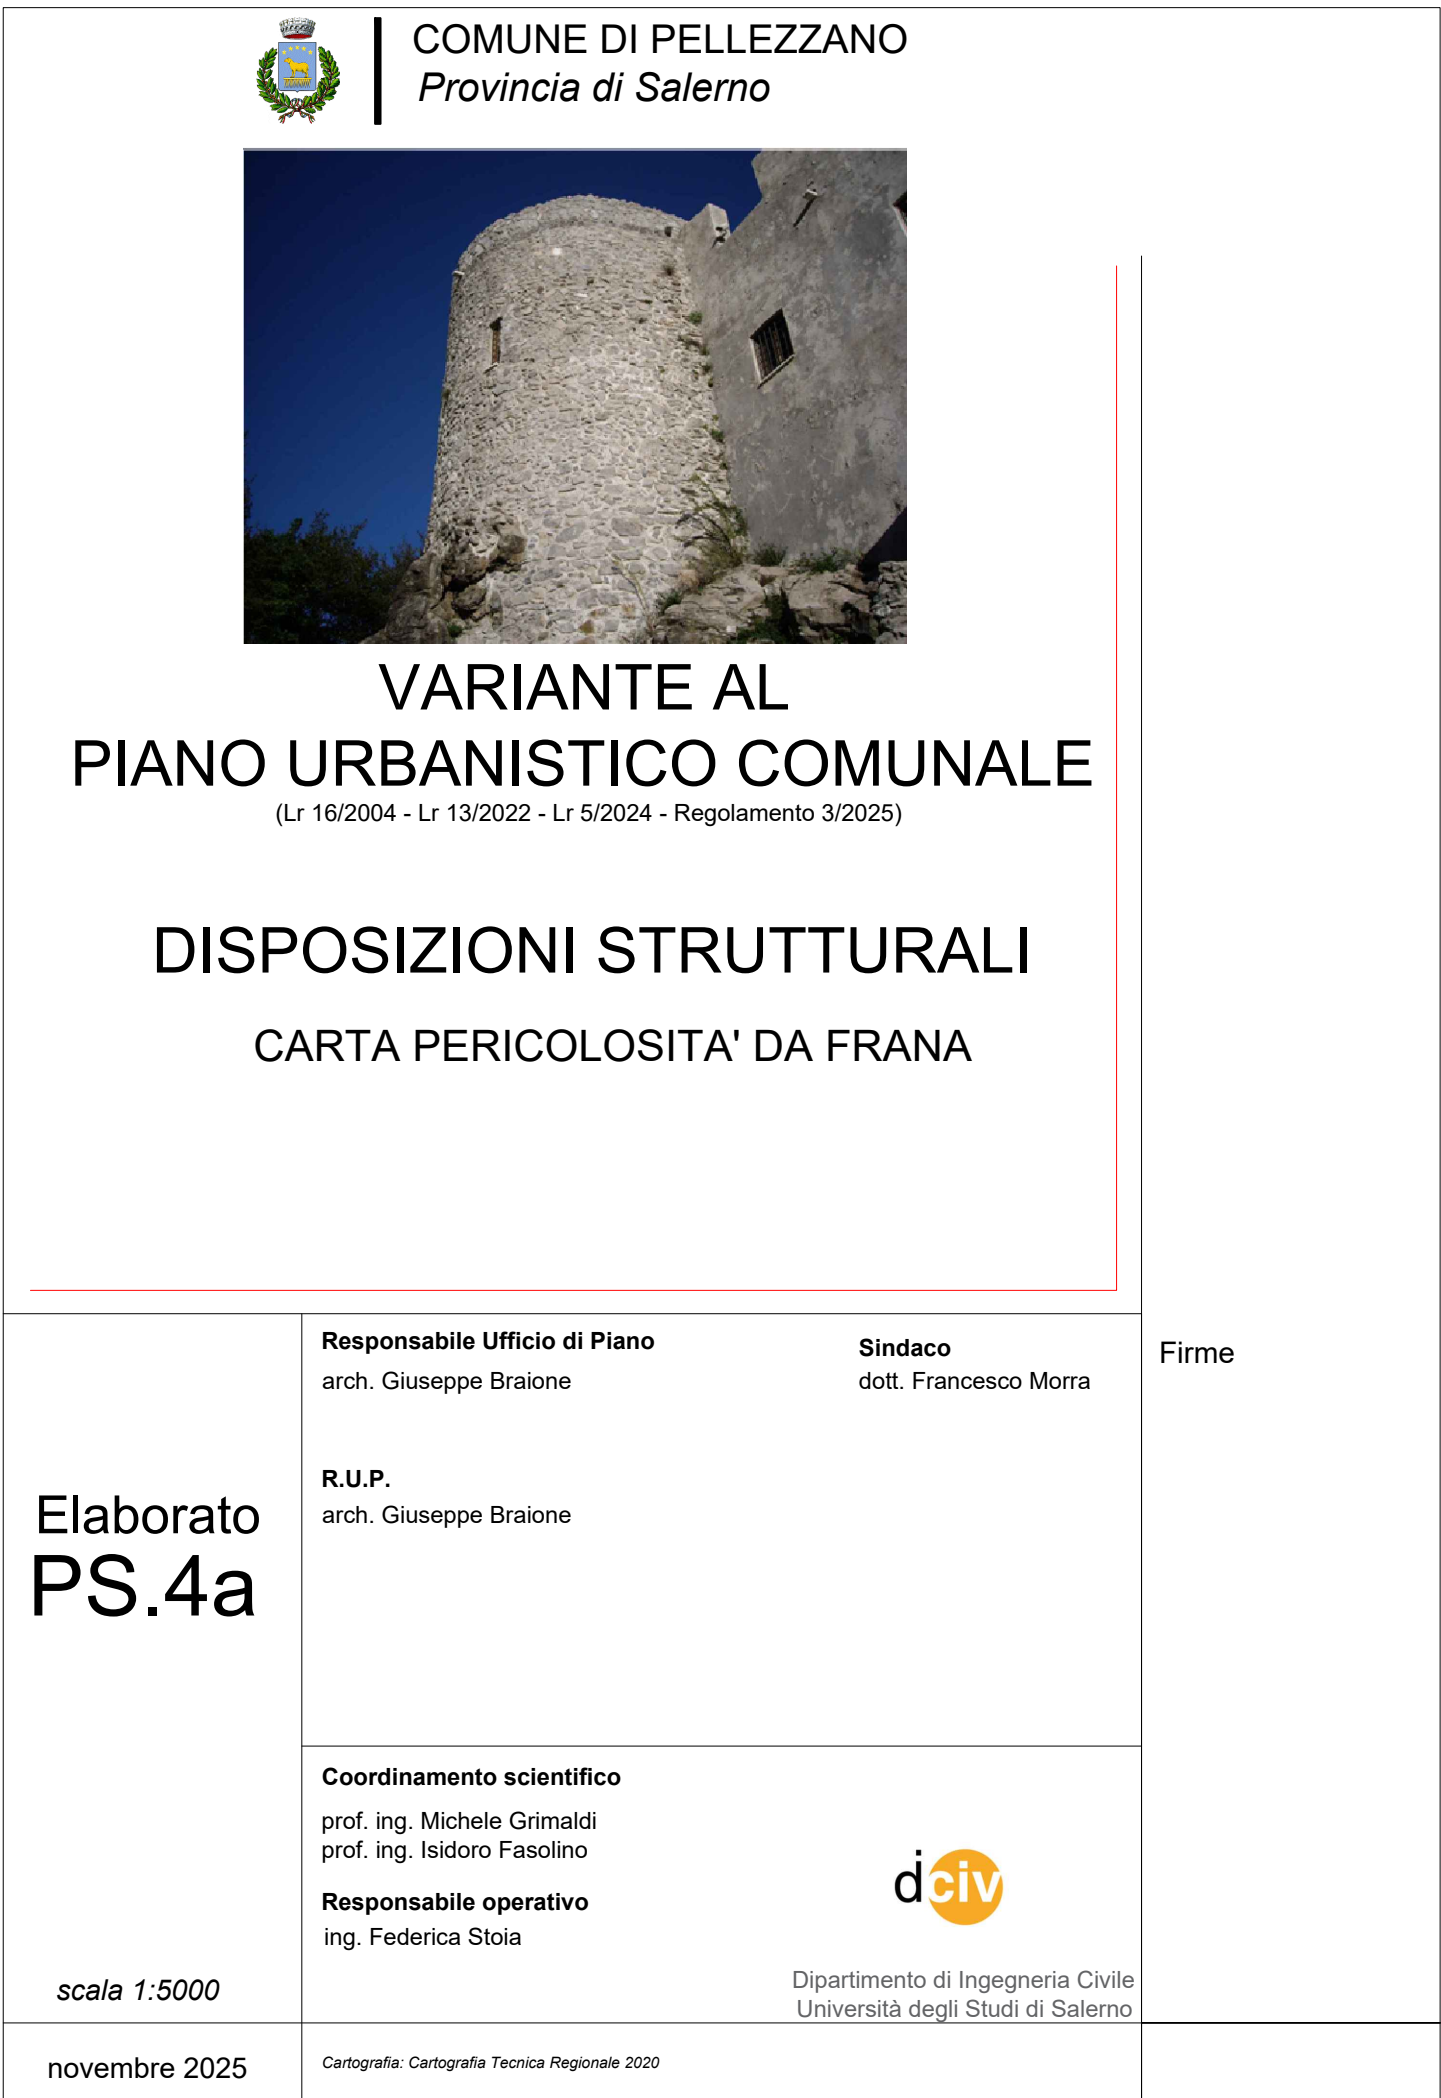 COMUNE DI PELLEZZANO
Provincia di Salerno
VARIANTE AL
PIANO URBANISTICO COMUNALE
(Lr 16/2004 - Lr 13/2022 - Lr 5/2024 - Regolamento 3/2025)
DISPOSIZIONI STRUTTURALI
CARTA PERICOLOSITA' DA FRANA
Elaborato
PS.4a
scala 1:5000
novembre 2025
Responsabile Ufficio di Piano
arch. Giuseppe Braione
Sindaco
dott. Francesco Morra
R.U.P.
arch. Giuseppe Braione
Coordinamento scientifico
prof. ing. Michele Grimaldi
prof. ing. Isidoro Fasolino
Responsabile operativo
ing. Federica Stoia
dciv
Dipartimento di Ingegneria Civile
Università degli Studi di Salerno
Cartografia: Cartografia Tecnica Regionale 2020
Firme